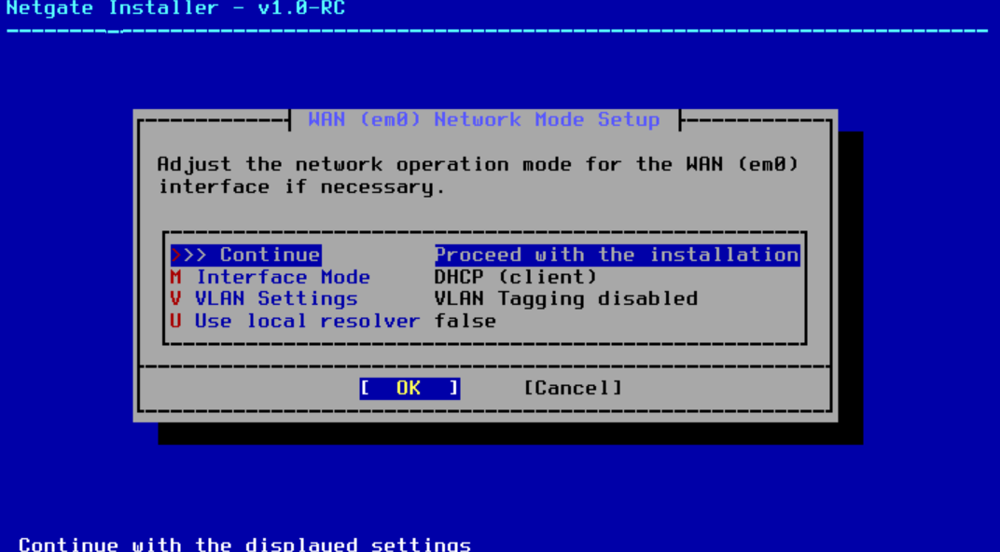 Netgate Installer - v1.0-RC
WAN (em0) Network Mode Setup
Adjust the network operation mode for the WAN (em0)
interface if necessary.
>>> Continue Proceed with the installation
M Interface Mode DHCP (client)
V VLAN Settings VLAN Tagging disabled
U Use local resolver false
[ OK ] [Cancel]
Continue with the displayed settings